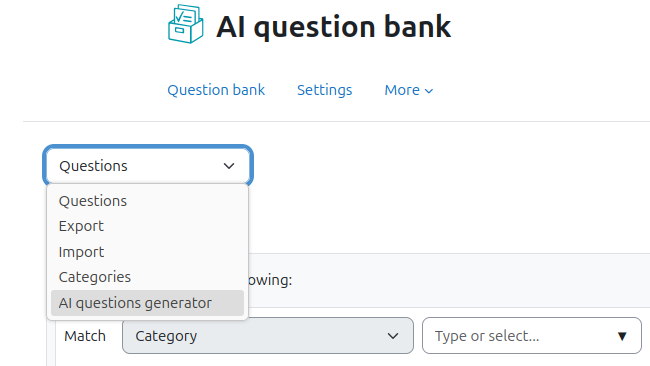 AI question bank
Question bank Settings More
Questions
Questions
Export
Import
Categories
owing:
AI questions generator
Match Category Type or select...